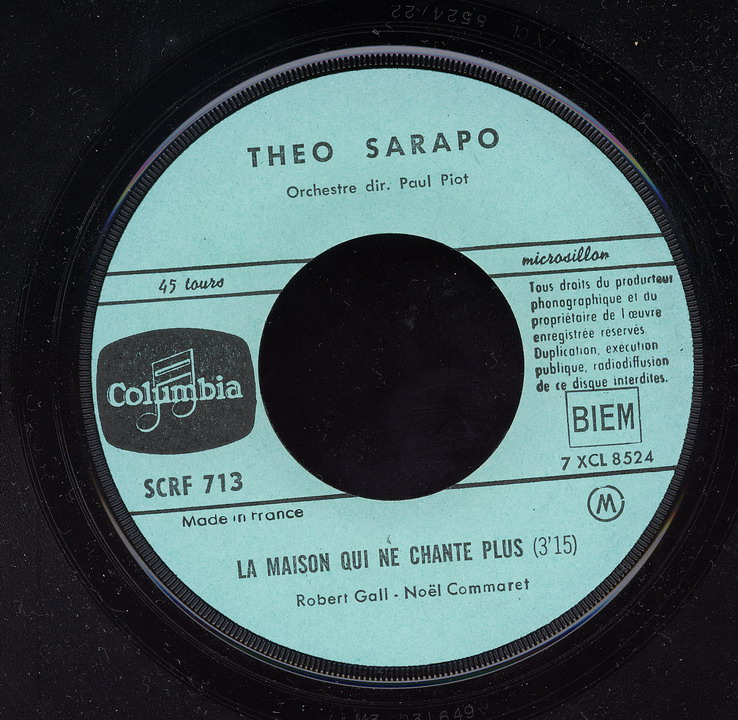 THEO SARAPO
Orchestre dir. Paul Piot
45 tours
microsillon
Tous droits du producteur
phonographique et du
propriétaire de l œuvre
enregistrée réservés.
Duplication, exécution
publique, radiodiffusion
de ce disque interdites.
Columbia
BIEM
7 XCL 8524
SCRF 713
M
Made in France
LA MAISON QUI NE CHANTE PLUS (3'15)
Robert Gall - Noël Commaret